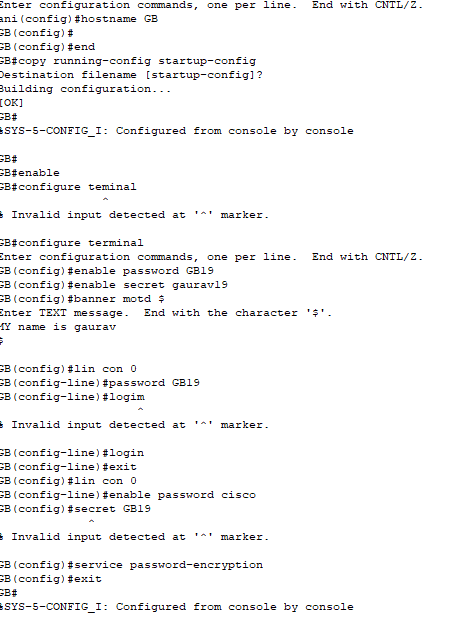 Enter configuration commands, one per line.  End with CNTL/Z.
ani(config)#hostname GB
GB(config)#
GB(config)#end
GB#copy running-config startup-config
Destination filename [startup-config]?
Building configuration...
[OK]
GB#
%SYS-5-CONFIG_I: Configured from console by console
GB#
GB#enable
GB#configure teminal
^
% Invalid input detected at '^' marker.
GB#configure terminal
Enter configuration commands, one per line.  End with CNTL/Z.
GB(config)#enable password GB19
GB(config)#enable secret gaurav19
GB(config)#banner motd $
Enter TEXT message.  End with the character '$'.
MY name is gaurav
$
GB(config)#lin con 0
GB(config-line)#password GB19
GB(config-line)#logim
^
% Invalid input detected at '^' marker.
GB(config-line)#login
GB(config-line)#exit
GB(config)#lin con 0
GB(config-line)#enable password cisco
GB(config)#secret GB19
^
% Invalid input detected at '^' marker.
GB(config)#service password-encryption
GB(config)#exit
GB#
%SYS-5-CONFIG_I: Configured from console by console